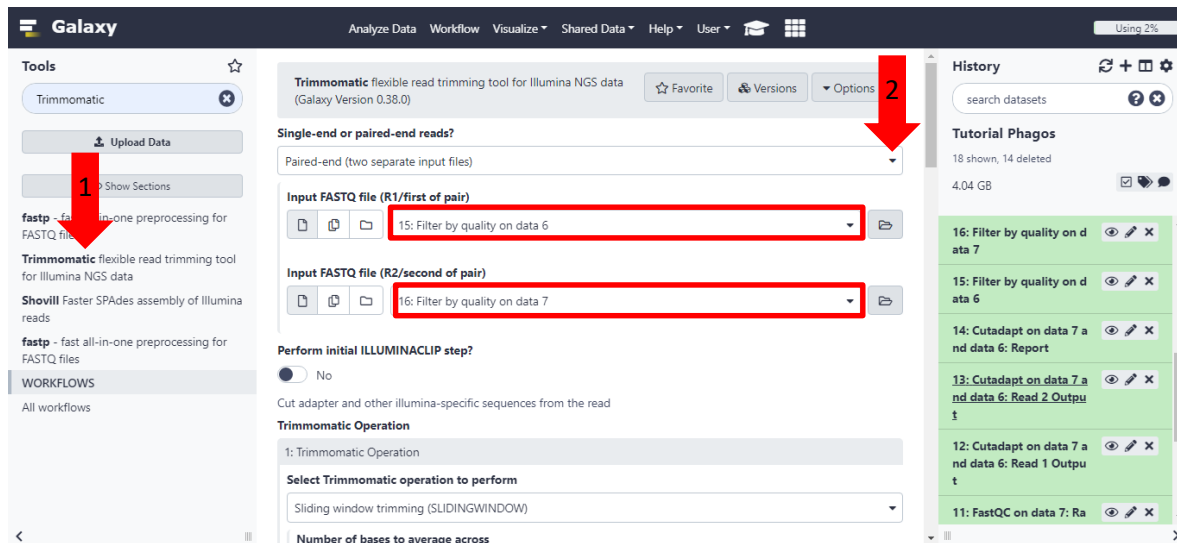 Galaxy
Analyze Data Workflow Visualize Shared Data Help User
Using 2%
Tools
Trimmomatic
Upload Data
1
Show Sections
fastp - fast all-in-one preprocessing for
FASTQ files
Trimmomatic flexible read trimming tool
for Illumina NGS data
Shovill Faster SPAdes assembly of Illumina
reads
fastp - fast all-in-one preprocessing for
FASTQ files
WORKFLOWS
All workflows
Trimmomatic flexible read trimming tool for Illumina NGS data
(Galaxy Version 0.38.0)
Favorite
Versions
Options
2
Single-end or paired-end reads?
Paired-end (two separate input files)
Input FASTQ file (R1/first of pair)
15: Filter by quality on data 6
Input FASTQ file (R2/second of pair)
16: Filter by quality on data 7
Perform initial ILLUMINACLIP step?
No
Cut adapter and other illumina-specific sequences from the read
Trimmomatic Operation
1: Trimmomatic Operation
Select Trimmomatic operation to perform
Sliding window trimming (SLIDINGWINDOW)
Number of bases to average across
History
search datasets
Tutorial Phagos
18 shown, 14 deleted
4.04 GB
16: Filter by quality on d
ata 7
15: Filter by quality on d
ata 6
14: Cutadapt on data 7 a
nd data 6: Report
13: Cutadapt on data 7 a
nd data 6: Read 2 Outpu
t
12: Cutadapt on data 7 a
nd data 6: Read 1 Outpu
t
11: FastQC on data 7: Ra